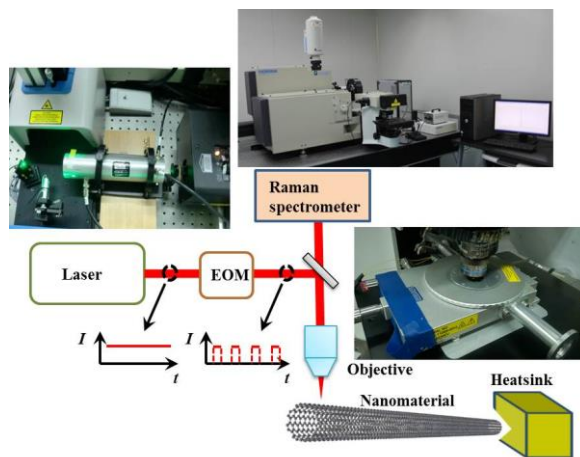 Raman
spectrometer
Laser
EOM
I
t
I
t
Objective
Nanomaterial
Heatsink